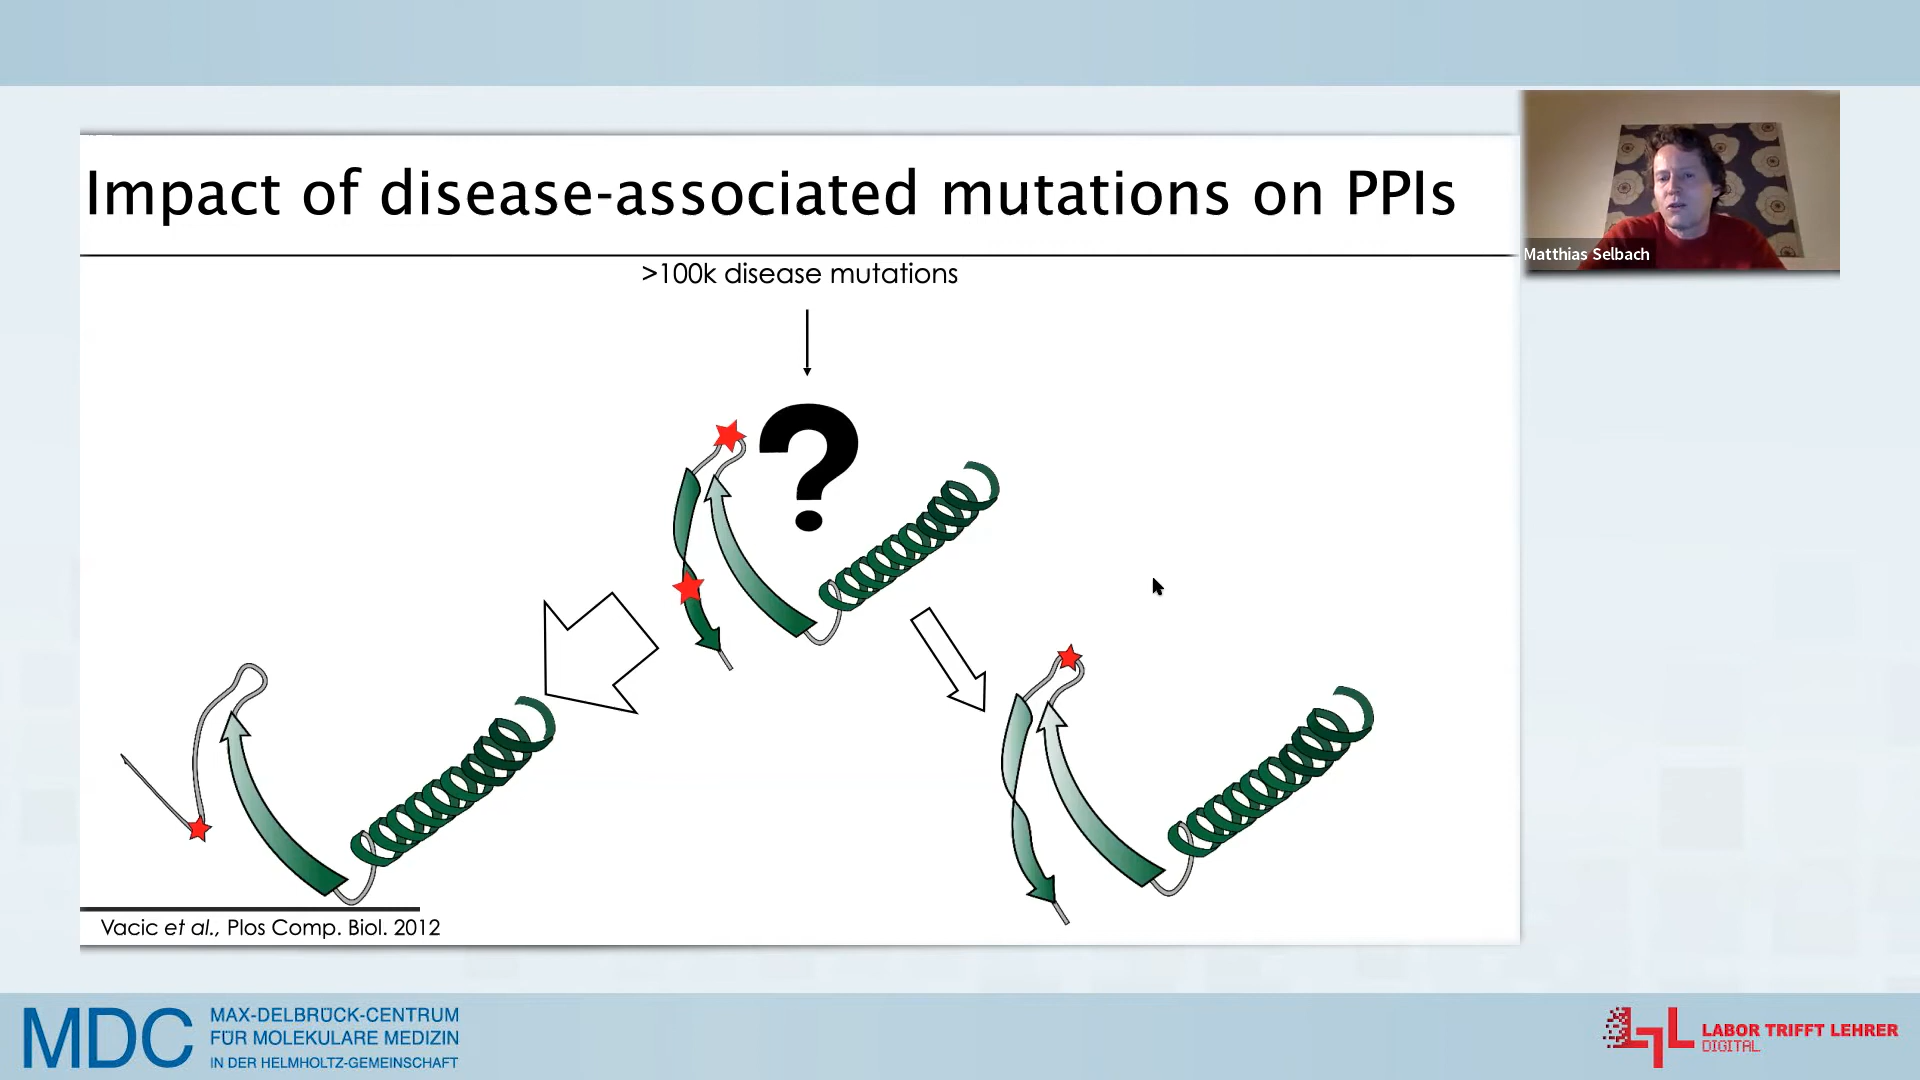 Impact of disease-associated mutations on PPIs
Matthias Selbach
>100k disease mutations
?
Vacic et al., Plos Comp. Biol. 2012
MDC
MAX-DELBRÜCK-CENTRUM
FÜR MOLEKULARE MEDIZIN
IN DER HELMHOLTZ-GEMEINSCHAFT
LTL
LABOR TRIFFT LEHRER
DIGITAL